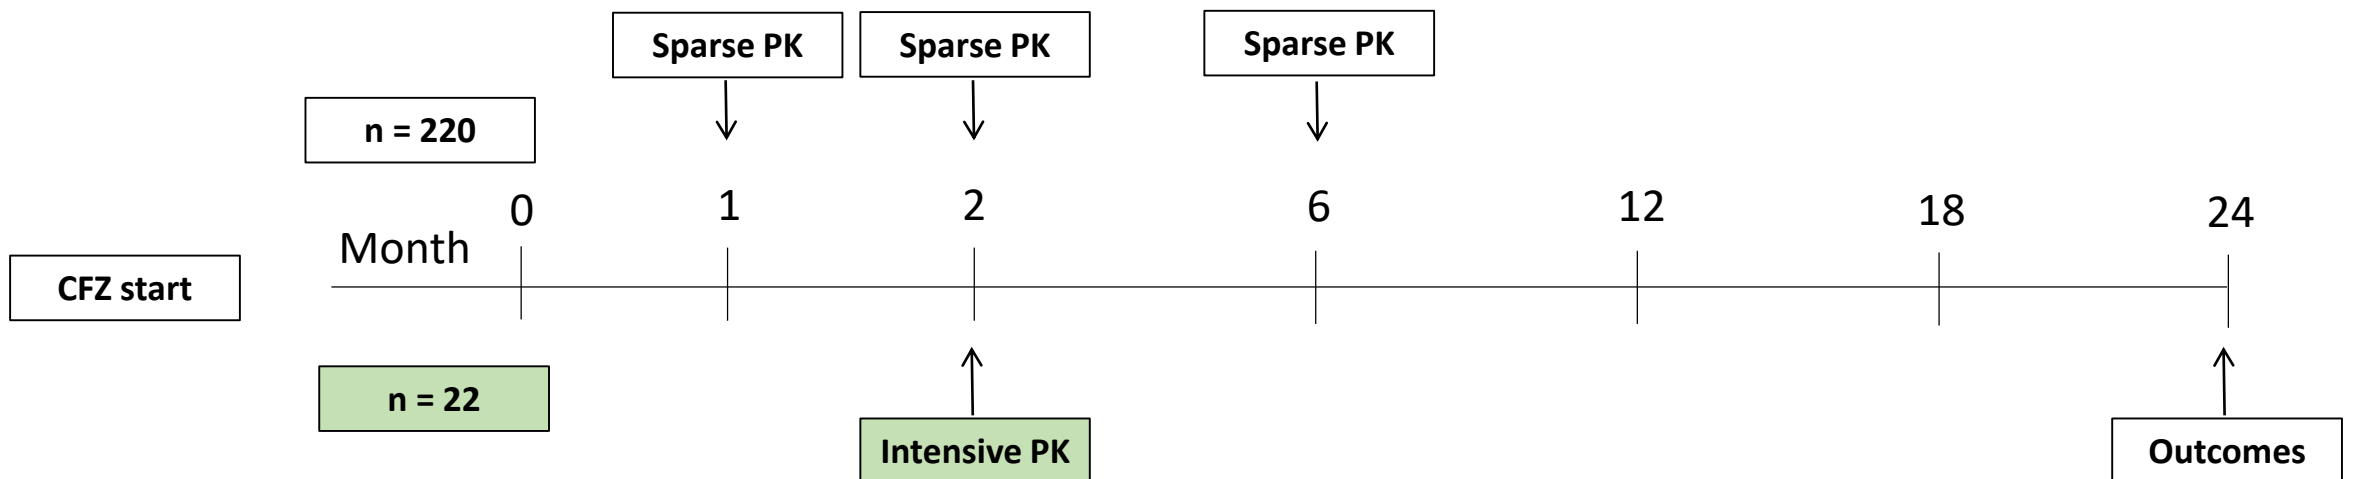 Sparse PK
Sparse PK
Sparse PK
n = 220
0
1
2
6
12
18
24
Month
CFZ start
n = 22
Intensive PK
Outcomes